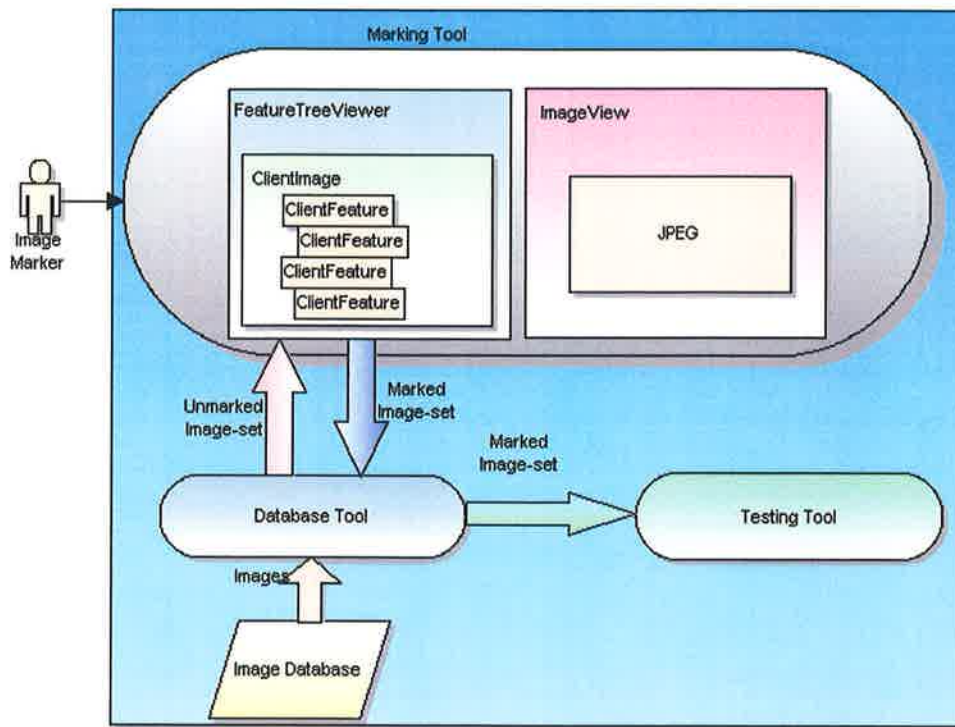 Marking Tool
FeatureTreeViewer
ImageView
ClientImage
ClientFeature
ClientFeature
ClientFeature
ClientFeature
JPEG
Image
Marker
Unmarked
Image-set
Marked
Image-set
Marked
Image-set
Database Tool
Testing Tool
Images
Image Database